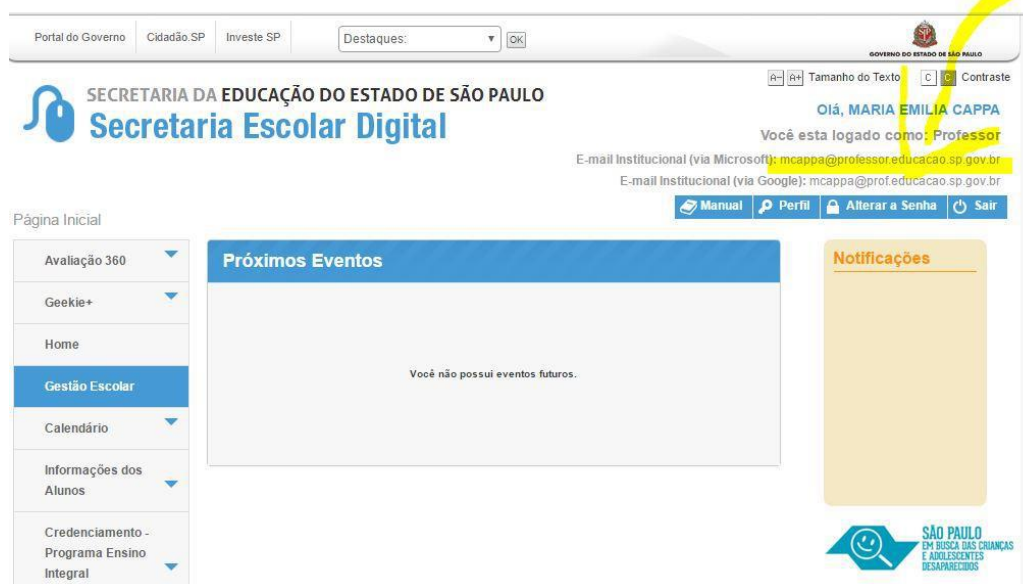 Portal do Governo Cidadão.SP Investe SP Destaques: OK
GOVERNO DO ESTADO DE SÃO PAULO
A- A+ Tamanho do Texto C C Contraste
SECRETARIA DA EDUCAÇÃO DO ESTADO DE SÃO PAULO
Secretaria Escolar Digital
Olá, MARIA EMILIA CAPPA
Você esta logado como: Professor
E-mail Institucional (via Microsoft): mcappa@professor.educacao.sp.gov.br
E-mail Institucional (via Google): mcappa@prof.educacao.sp.gov.br
Manual Perfil Alterar a Senha Sair
Página Inicial
Avaliação 360
Geekie+
Home
Gestão Escolar
Calendário
Informações dos
Alunos
Credenciamento -
Programa Ensino
Integral
Próximos Eventos
Você não possui eventos futuros.
Notificações
SÃO PAULO
EM BUSCA DAS CRIANÇAS
E ADOLESCENTES
DESAPARECIDOS